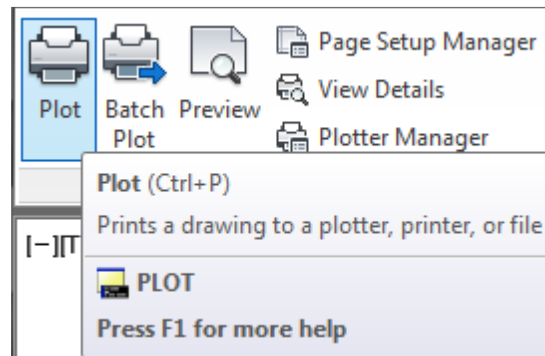 Plot
Batch
Plot
Preview
Page Setup Manager
View Details
Plotter Manager
Plot (Ctrl+P)
Prints a drawing to a plotter, printer, or file
PLOT
Press F1 for more help
[−][T